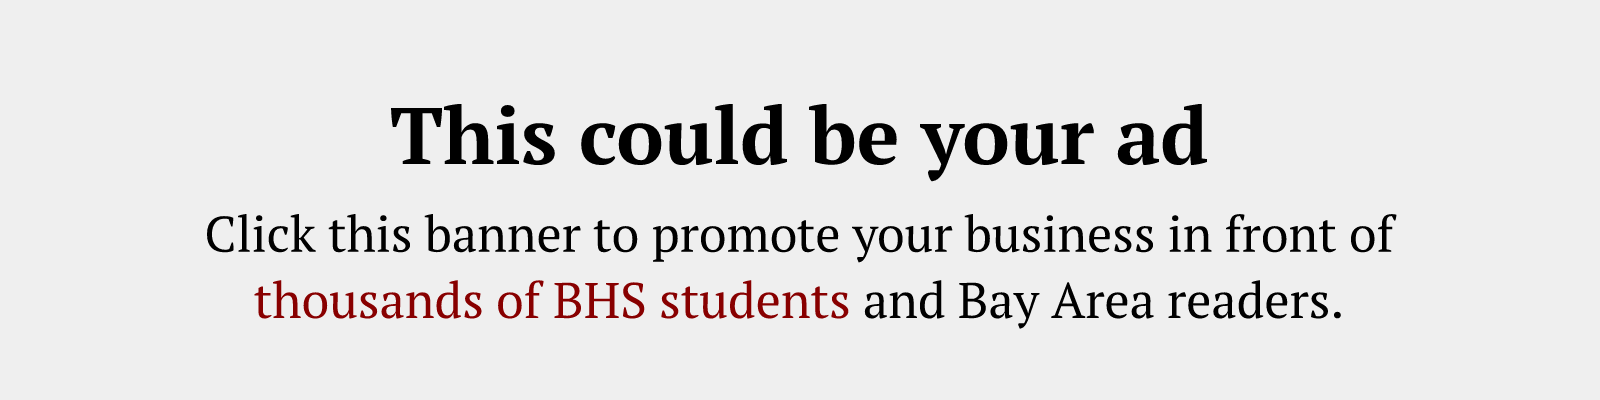 This could be your ad
Click this banner to promote your business in front of
thousands of BHS students and Bay Area readers.